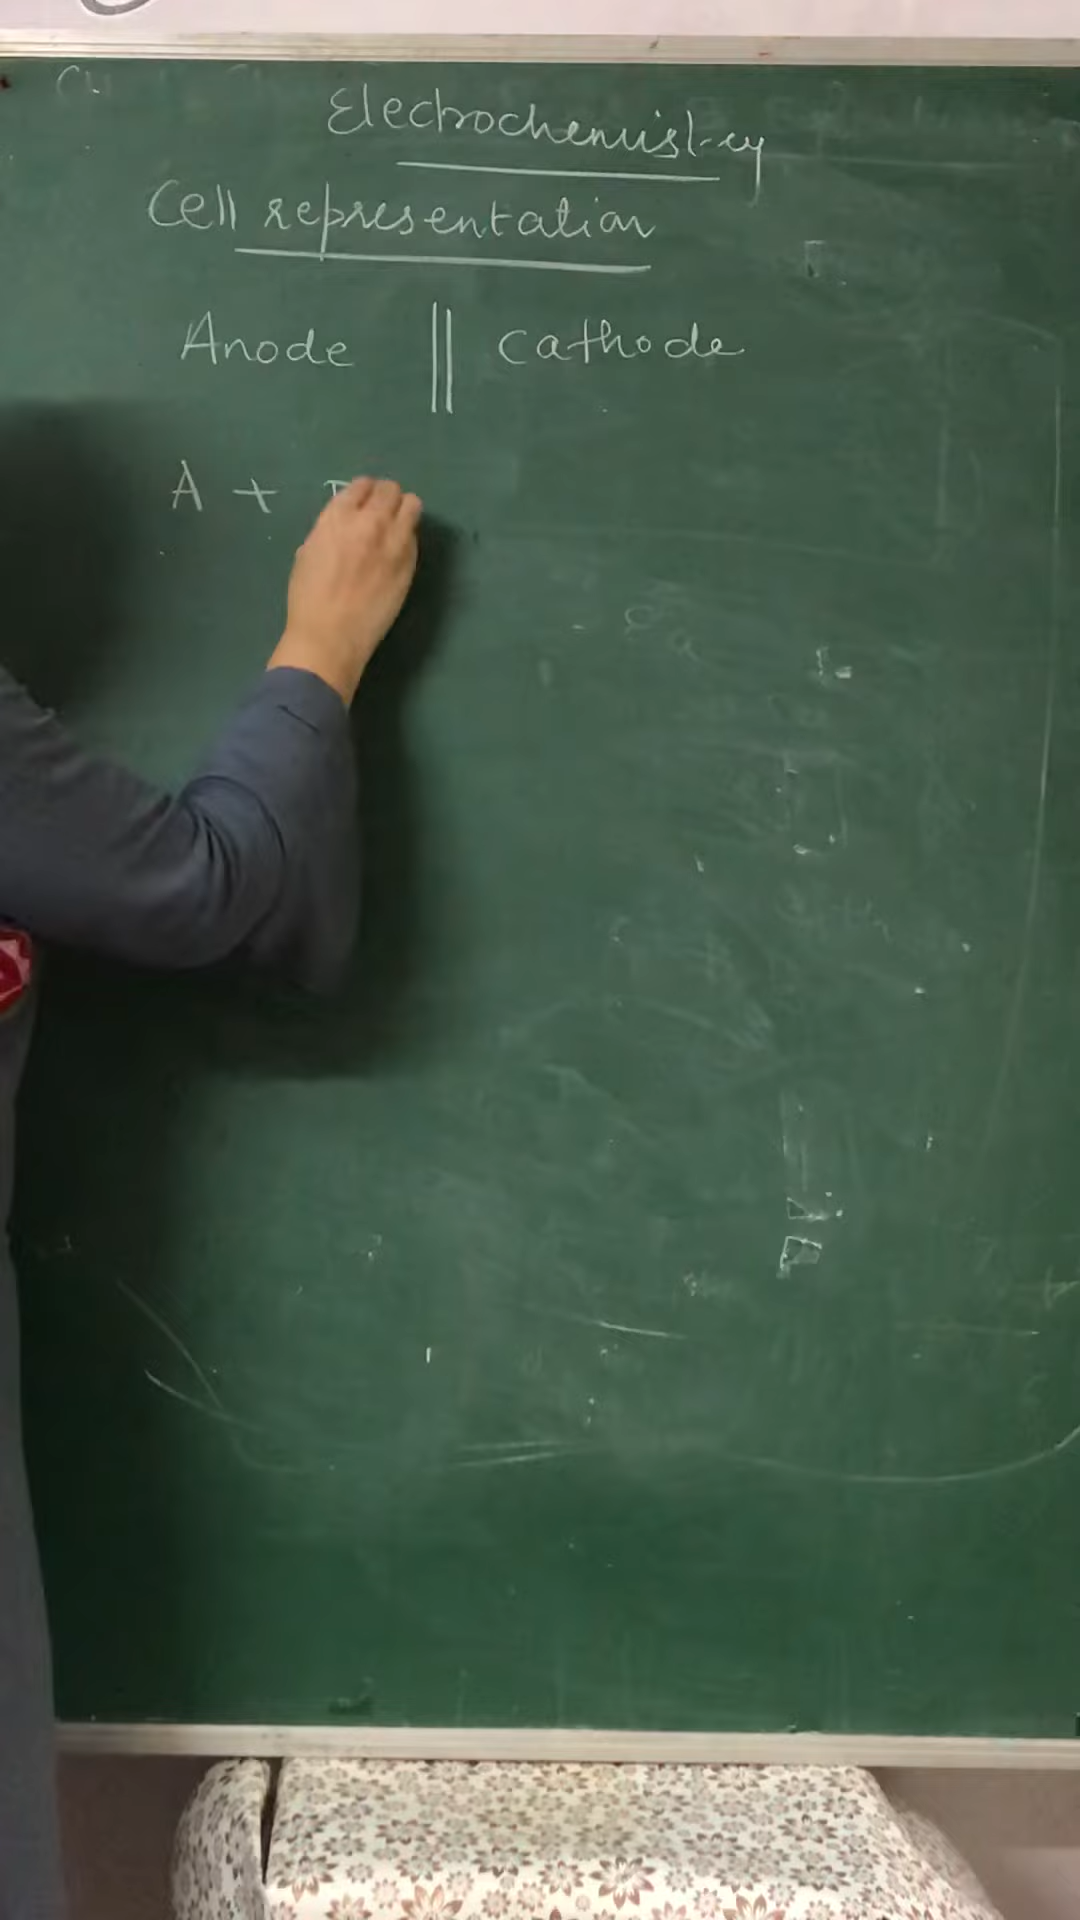 Electrochemistry
Cell representation
Anode || Cathode
A +